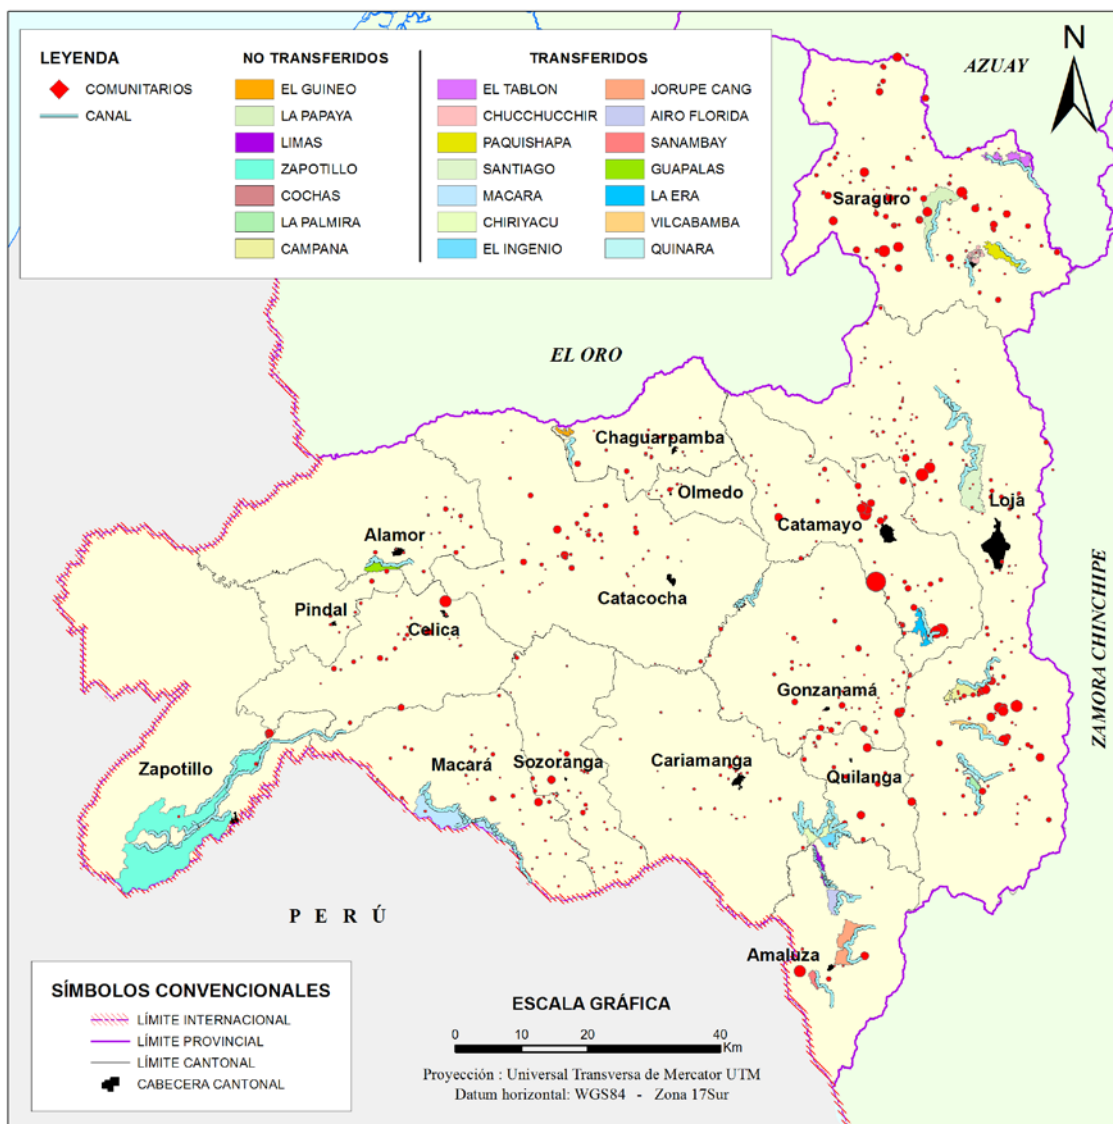 LEYENDA
COMUNITARIOS
CANAL
NO TRANSFERIDOS
EL GUINEO
LA PAPAYA
LIMAS
ZAPOTILLO
COCHAS
LA PALMIRA
CAMPANA
TRANSFERIDOS
EL TABLON
CHUCCHUCCHIR
PAQUISHAPA
SANTIAGO
MACARA
CHIRIYACU
EL INGENIO
JORUPE CANG
AIRO FLORIDA
SANAMBAY
GUAPALAS
LA ERA
VILCABAMBA
QUINARA
AZUAY
N
Saraguro
EL ORO
Chaguarpamba
Olmedo
Loja
Catamayo
Alamor
Catacocha
Pindal
Celica
ZAMORA CHINCHIPE
Gonzanamá
Zapotillo
Macará
Sozoranga
Cariamanga
Quilanga
PERÚ
Amaluza
SÍMBOLOS CONVENCIONALES
LÍMITE INTERNACIONAL
LÍMITE PROVINCIAL
LÍMITE CANTONAL
CABECERA CANTONAL
ESCALA GRÁFICA
0 10 20 40
Km
Proyección : Universal Transversa de Mercator UTM
Datum horizontal: WGS84 - Zona 17Sur